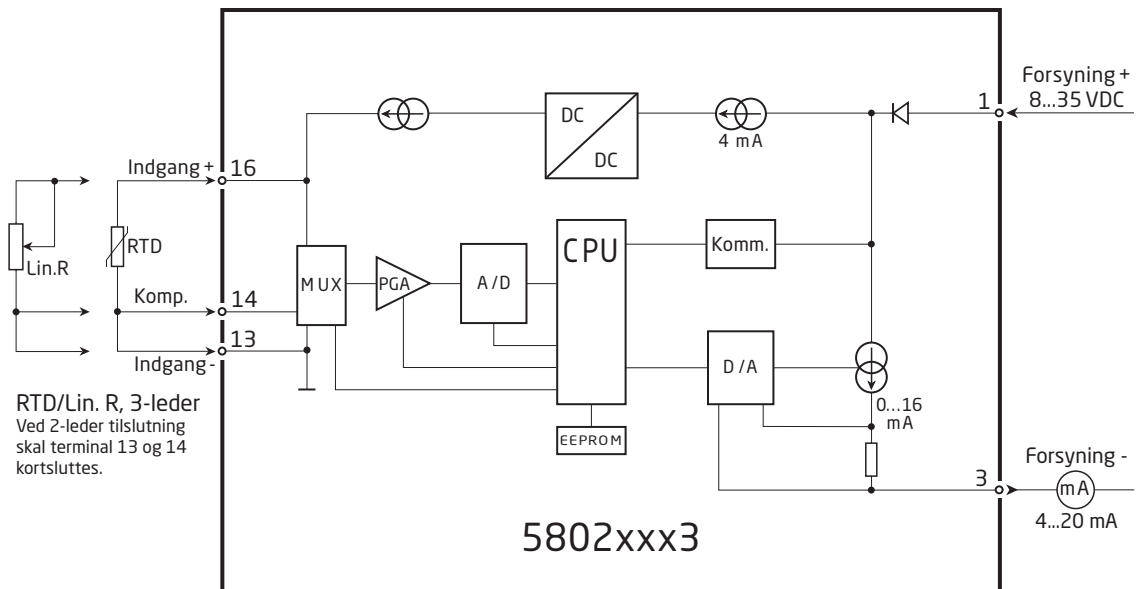 Forsyning +
8...35 VDC
1
DC
DC
4 mA
Indgang +
16
RTD
Lin.R
Komp.
14
13
Indgang -
MUX
PGA
A/D
CPU
Komm.
D/A
EEPROM
0...16
mA
RTD/Lin. R, 3-leder
Ved 2-leder tilslutning
skal terminal 13 og 14
kortsluttes.
Forsyning -
3
mA
4...20 mA
5802xxx3